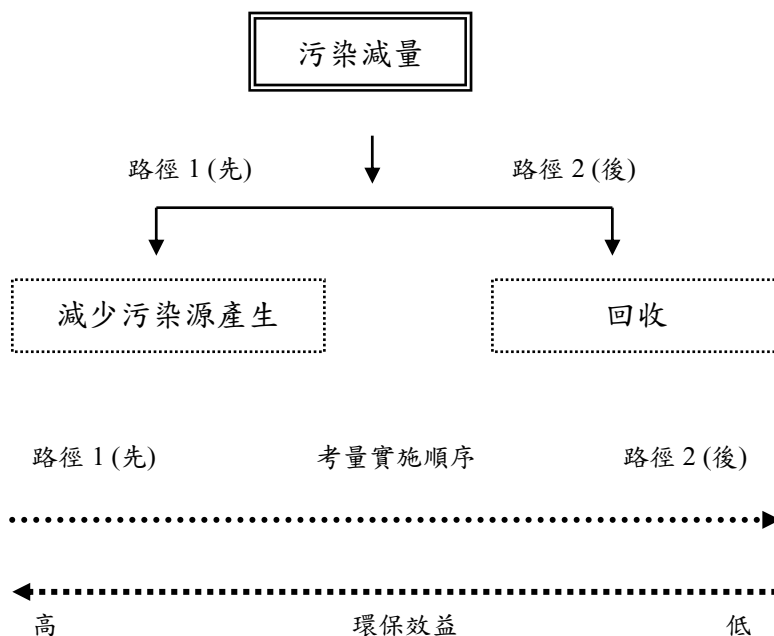 污染減量
路徑 1 (先) 路徑 2 (後)
減少污染源產生 回收
路徑 1 (先) 考量實施順序 路徑 2 (後)
高 環保效益 低